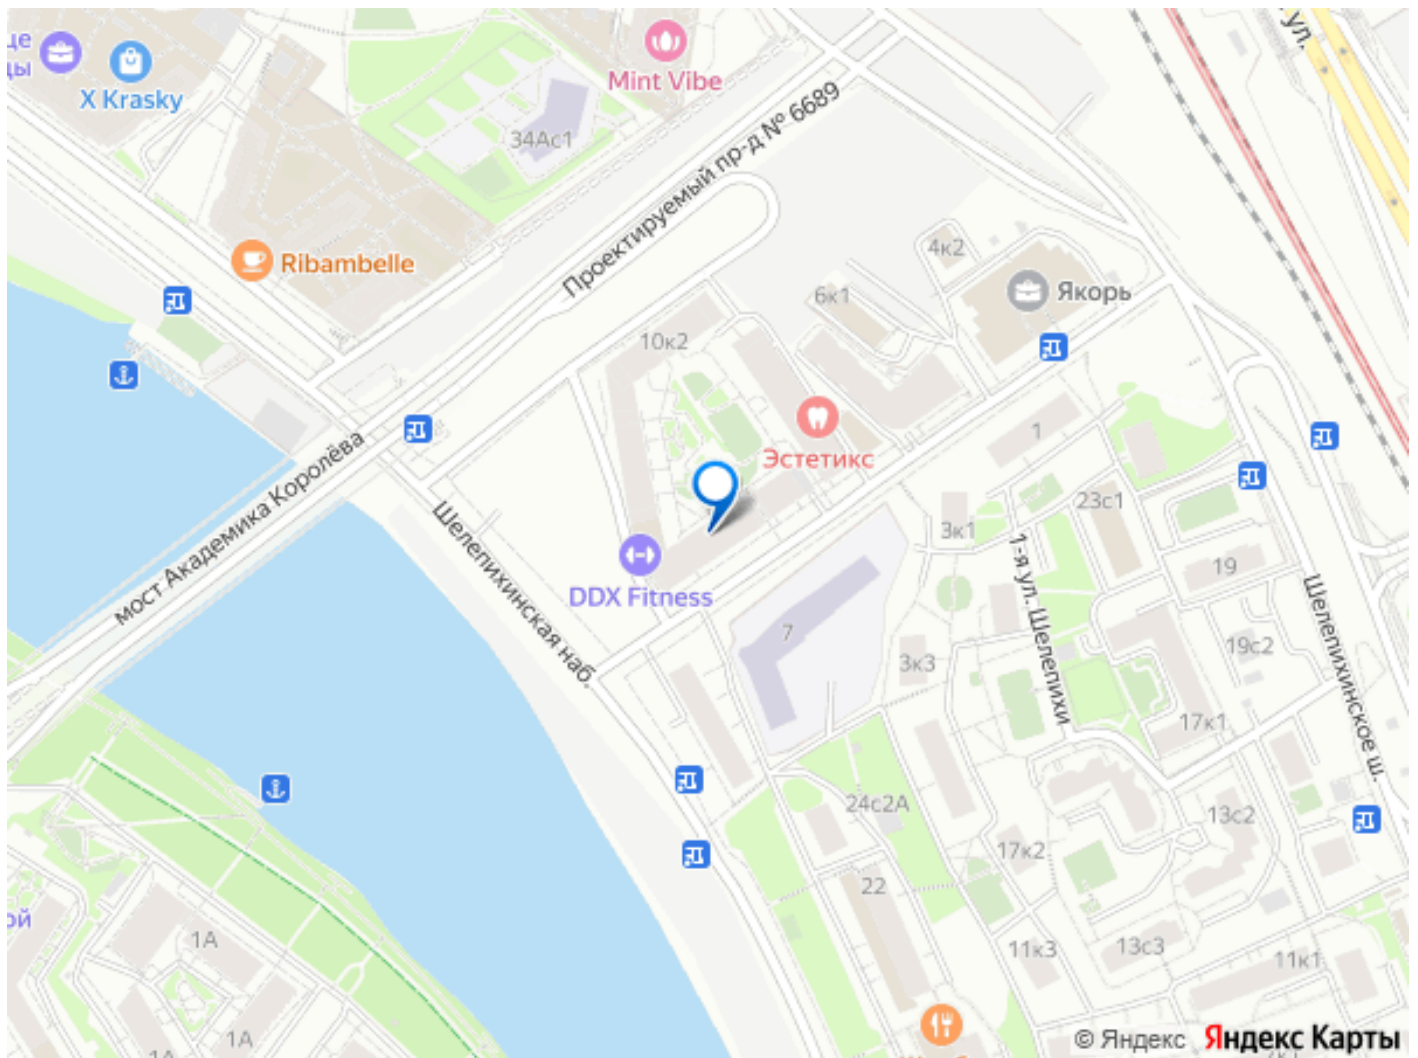 X Krasky
Mint Vibe
ул.
34Ас1
Проектируемый пр-д № 6689
Ribambelle
4к2
6к1
Якорь
10к2
Эстетикс
1
мост Академика Королёва
Шелепихинская наб.
DDX Fitness
3к1
23с1
1-я ул. Шелепихи
19
7
3к3
19с2
Шелепихинское ш.
17к1
24с2А
13с2
17к2
22
1А
11к3
13с3
11к1
1А
1А
© Яндекс Яндекс Карты